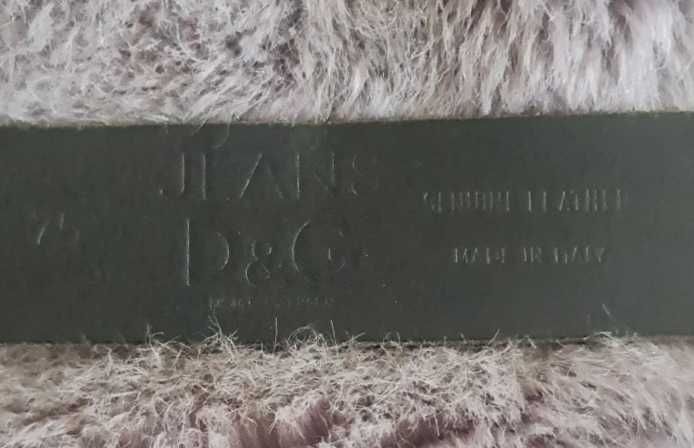 75
JEANS
D&G
GENUINE LEATHER
MADE IN ITALY